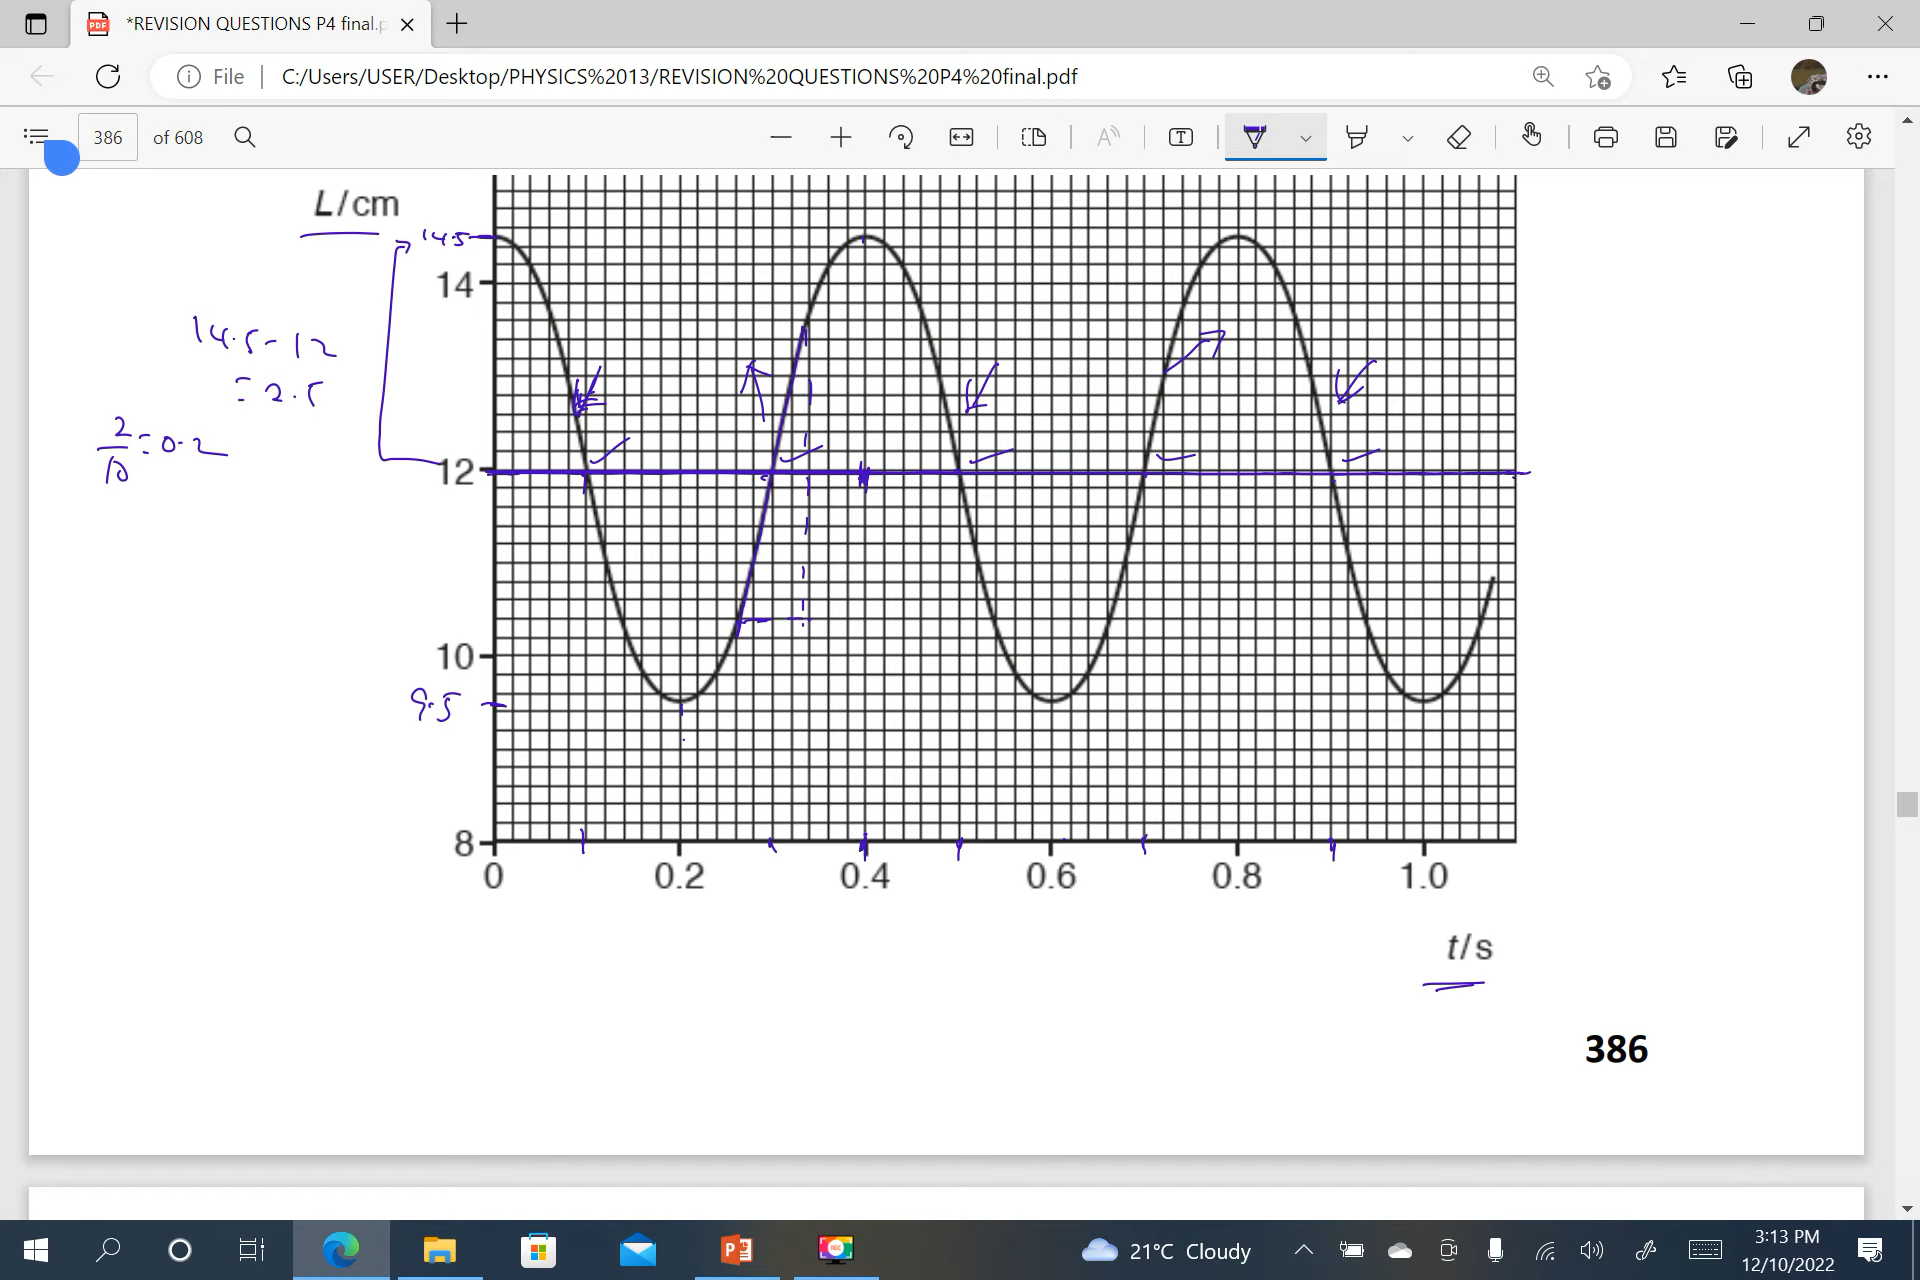 *REVISION QUESTIONS P4 final.p
File
C:/Users/USER/Desktop/PHYSICS%2013/REVISION%20QUESTIONS%20P4%20final.pdf
386 of 608
L/cm
14.5
14
14.5-12
= 2.5
2/10 = 0.2
12
10
9.5
8
0 0.2 0.4 0.6 0.8 1.0
t/s
386
21°C Cloudy
3:13 PM
12/10/2022